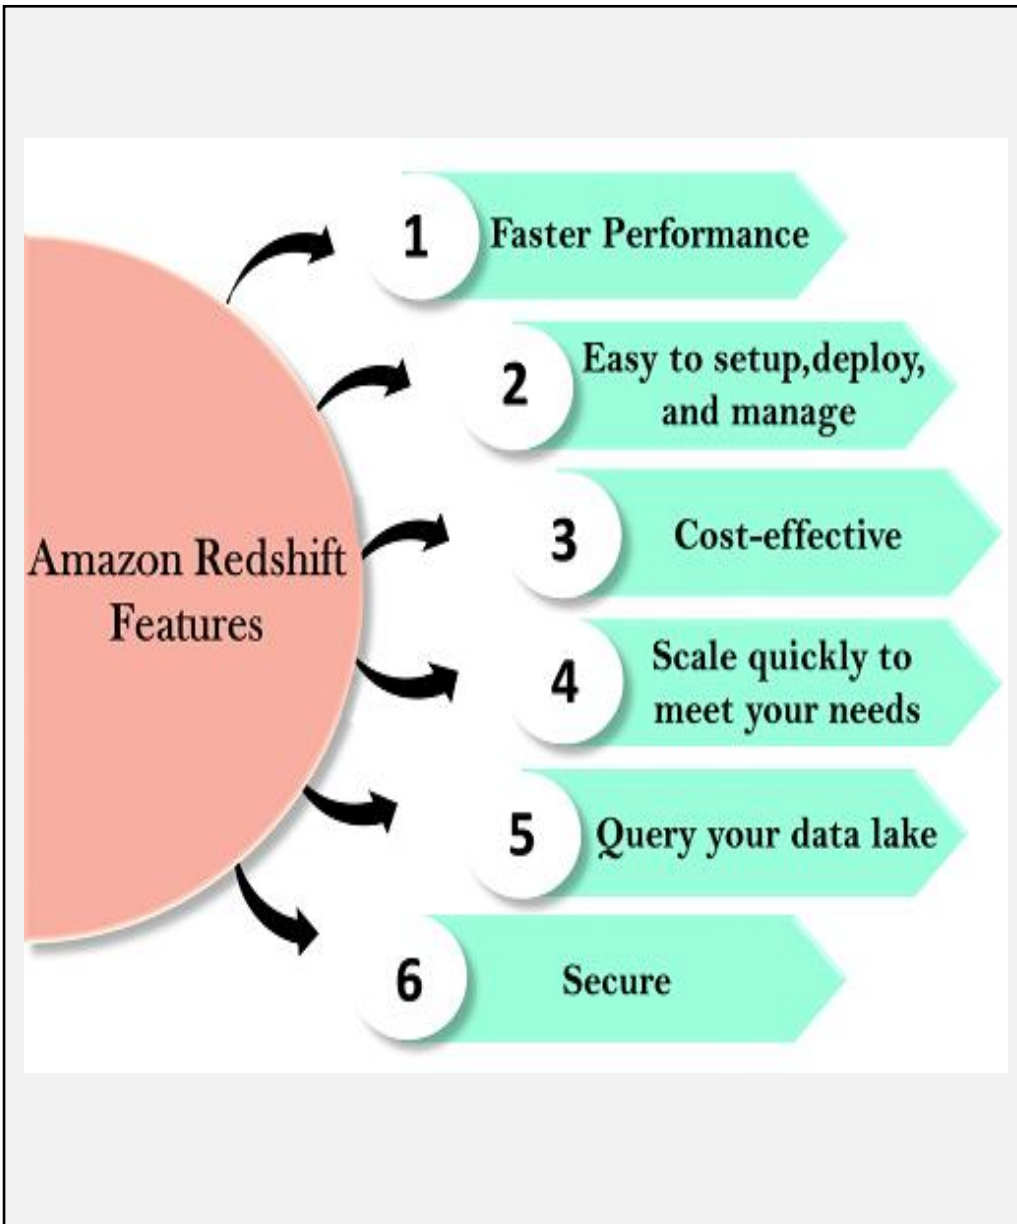 Amazon Redshift
Features
1
Faster Performance
2
Easy to setup,deploy,
and manage
3
Cost-effective
4
Scale quickly to
meet your needs
5
Query your data lake
6
Secure